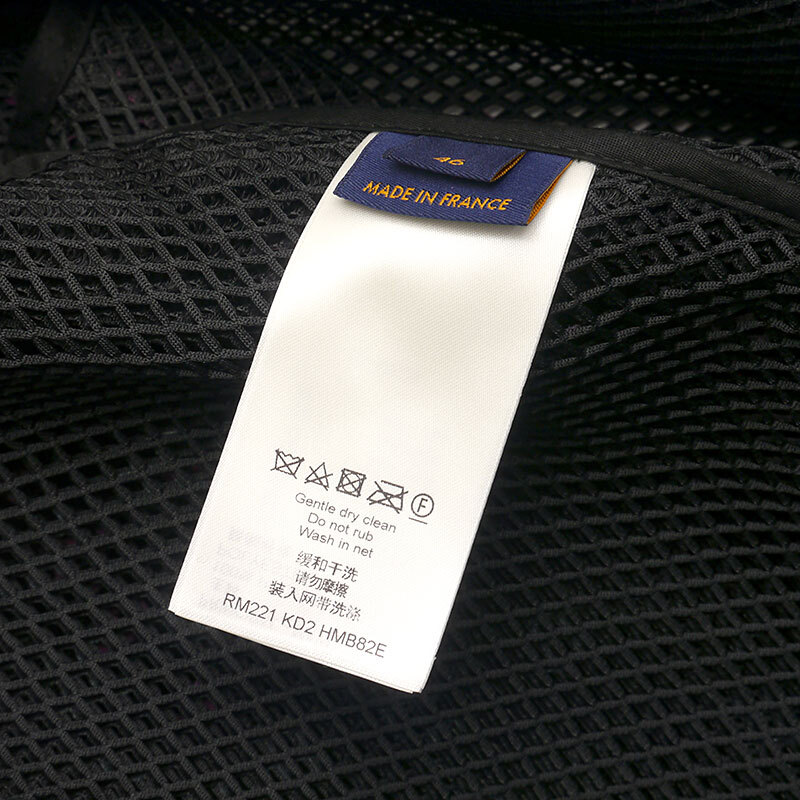 46
MADE IN FRANCE
F
Gentle dry clean
Do not rub
Wash in net
缓和干洗
请勿摩擦
装入网带洗涤
RM221 KD2 HMB82E